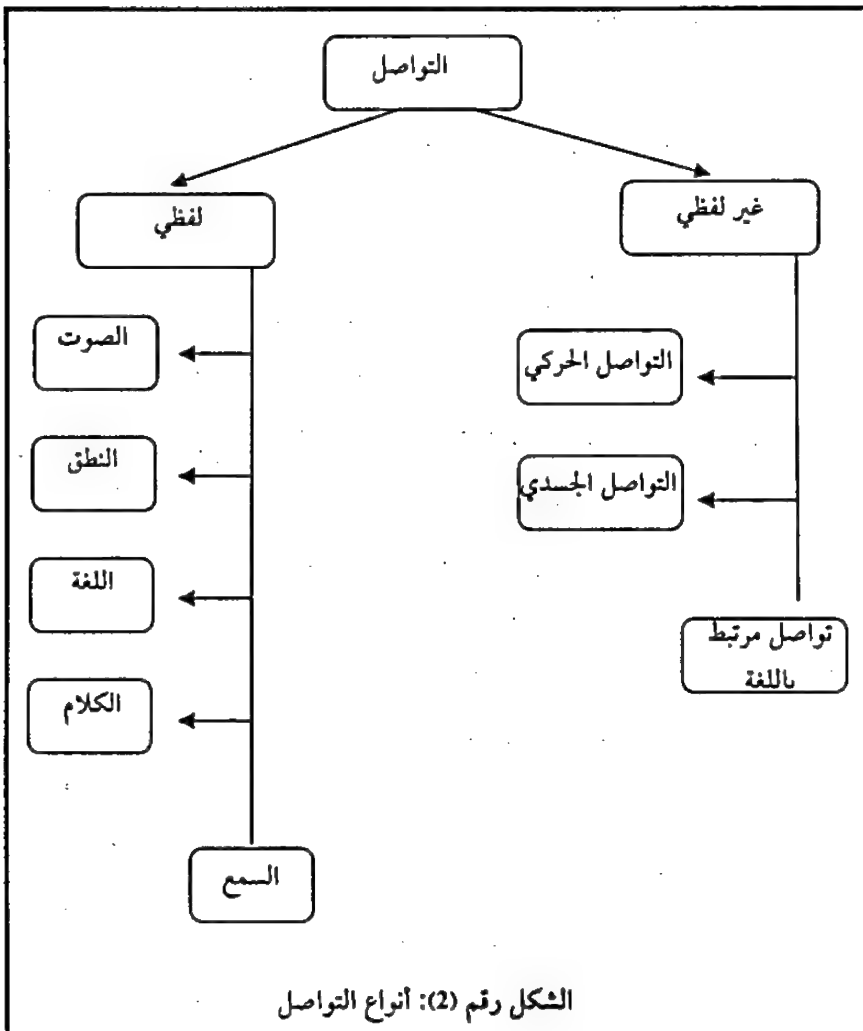 التواصل
غير لفظي
لفظي
التواصل الحركي
التواصل الجسدي
تواصل مرتبط
باللغة
الصوت
النطق
اللغة
الكلام
السمع
الشكل رقم (2): أنواع التواصل